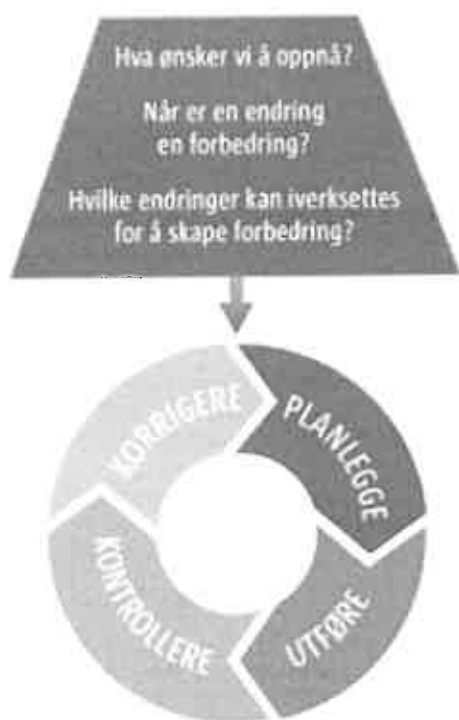 Hva ønsker vi å oppnå?
Når er en endring
en forbedring?
Hvilke endringer kan iverksettes
for å skape forbedring?
PLANLEGGE
UTFØRE
KONTROLLERE
KORRIGERE